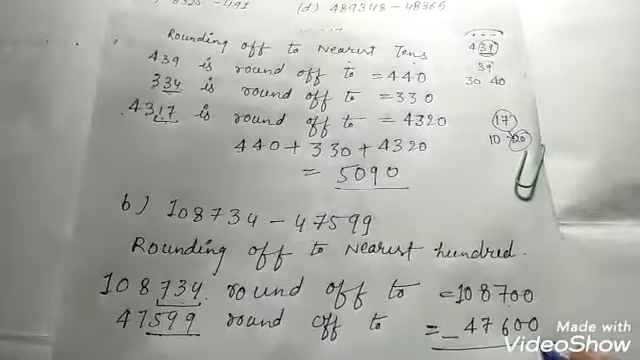 (d) 489348-48365
Rounding off to Nearest Tens
439 is round off to = 440
334 is round off to = 330
4317 is round off to = 4320
440+330+4320
= 5090
439
39
30 40
17
10 → 20
b) 108734-47599
Rounding off to Nearest hundred.
108734 round off to = 108700
47599 round off to = _ 47600
Made with
VideoShow